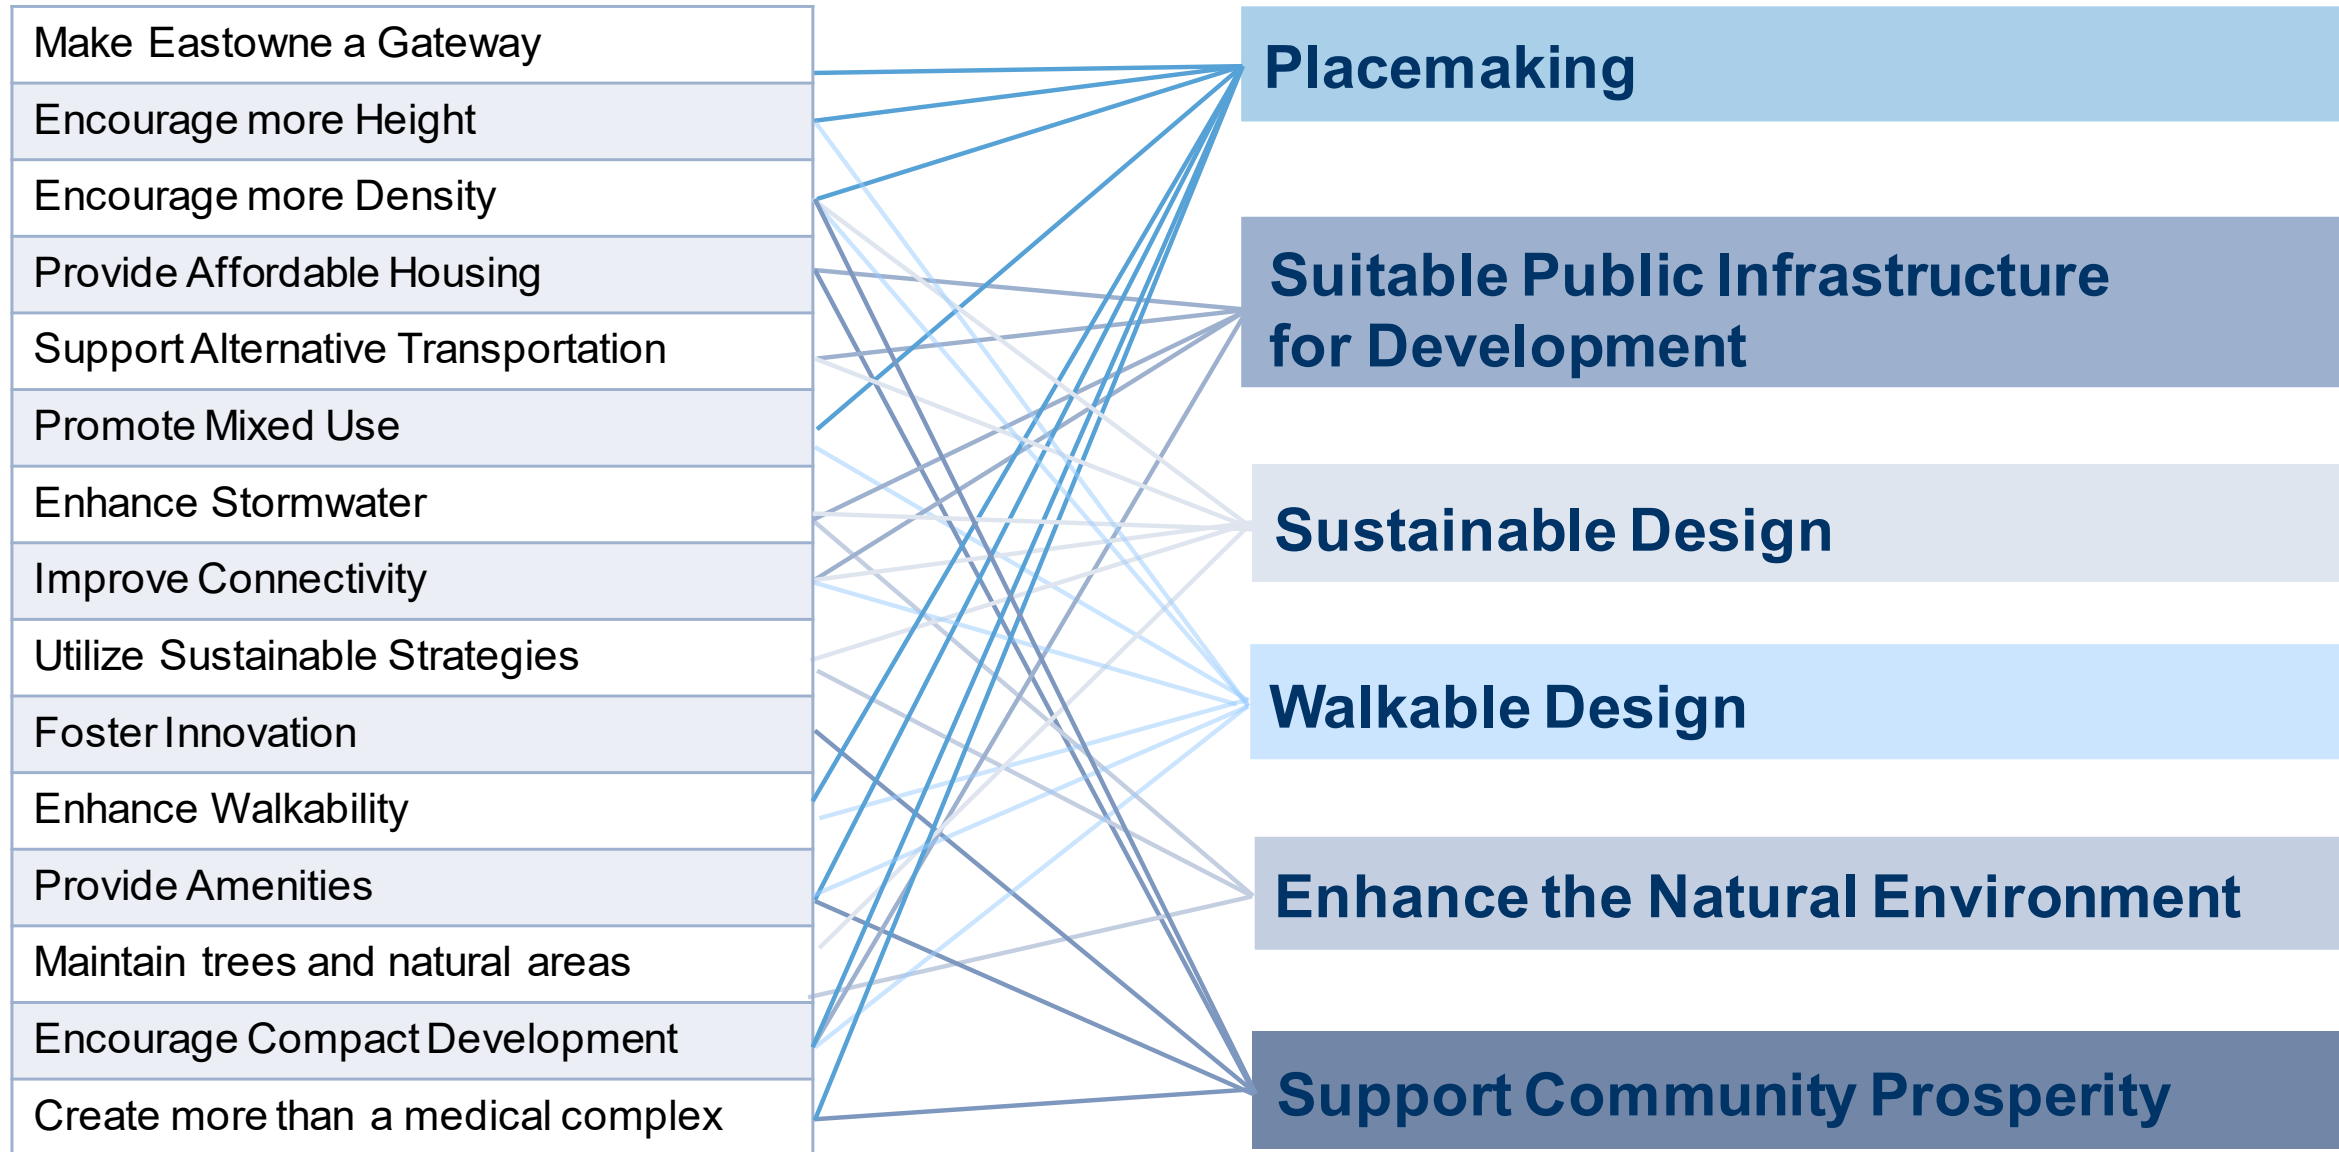 Make Eastowne a Gateway
Encourage more Height
Encourage more Density
Provide Affordable Housing
Support Alternative Transportation
Promote Mixed Use
Enhance Stormwater
Improve Connectivity
Utilize Sustainable Strategies
Foster Innovation
Enhance Walkability
Provide Amenities
Maintain trees and natural areas
Encourage Compact Development
Create more than a medical complex
Placemaking
Suitable Public Infrastructure
for Development
Sustainable Design
Walkable Design
Enhance the Natural Environment
Support Community Prosperity